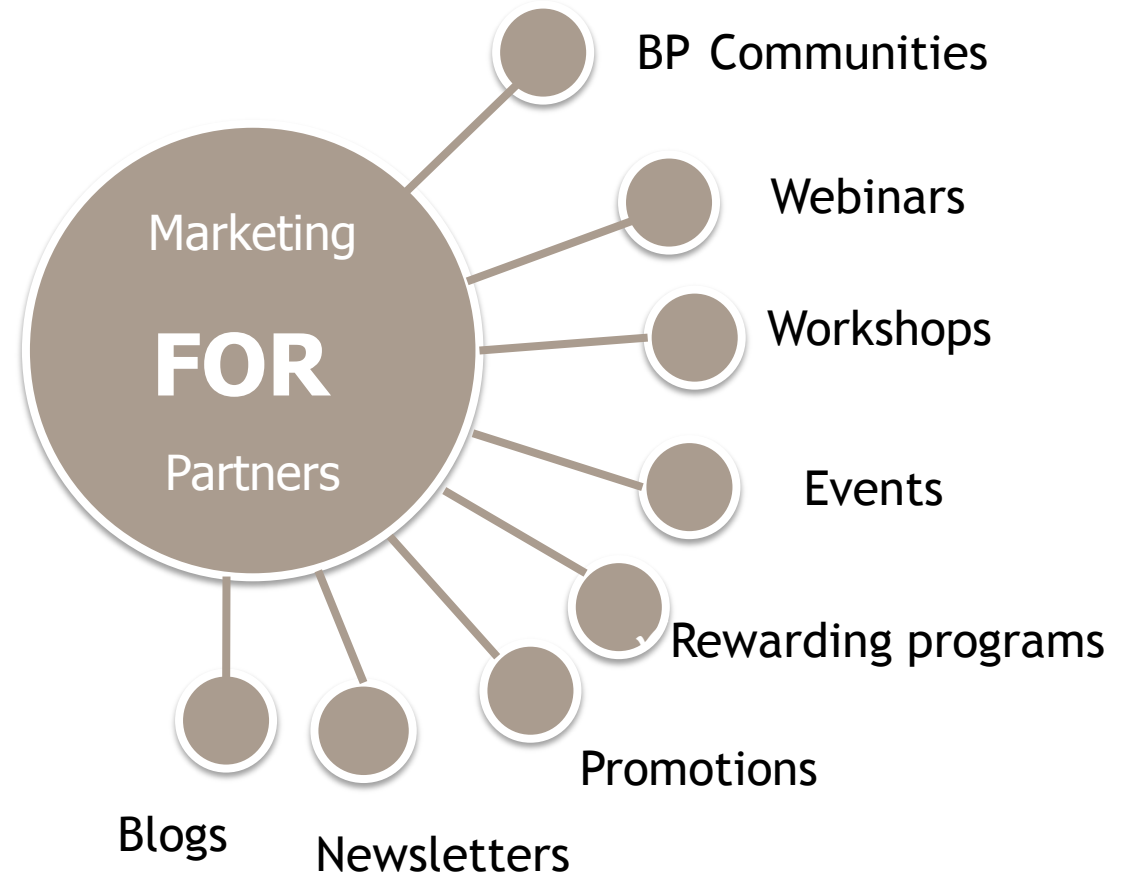 Marketing
FOR
Partners
BP Communities
Webinars
Workshops
Events
Rewarding programs
Promotions
Newsletters
Blogs